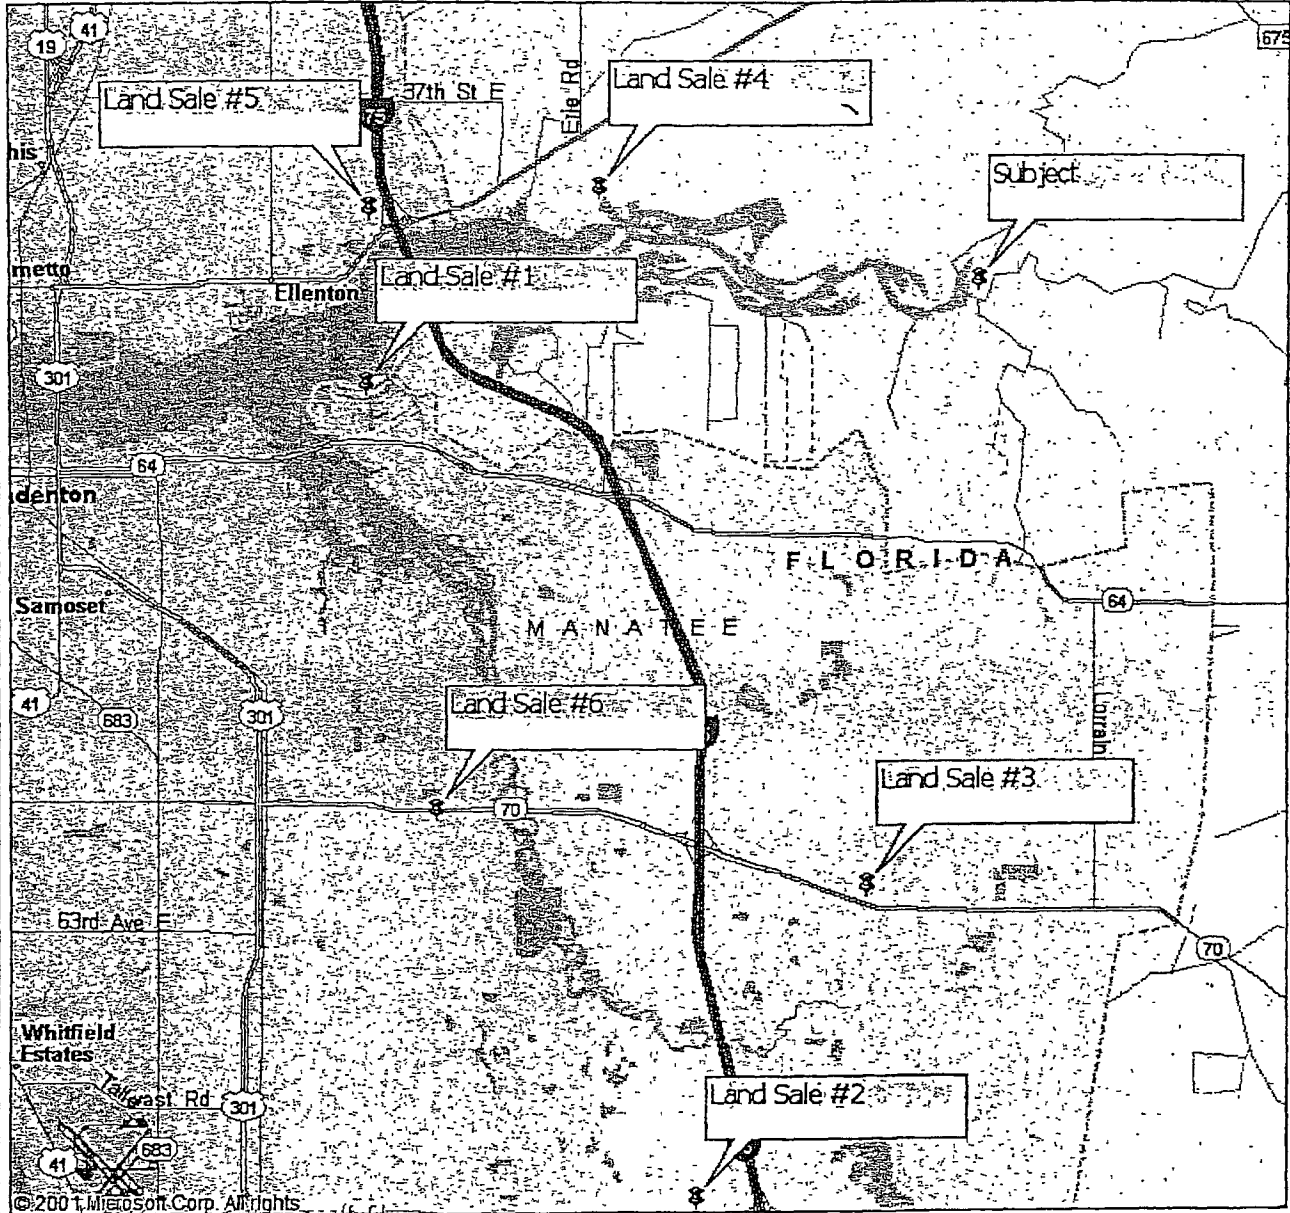 41
19
675
37th St E
Erie Rd
Land Sale #4
Land Sale #5
Subject
Land Sale #1
Ellenton
metto
301
64
denton
FLORIDA
Samoset
64
MANATEE
41
683
301
Land Sale #6
Lorrain
Land Sale #3
70
63rd Ave E
70
Whitfield
Estates
Tallevast Rd
301
Land Sale #2
683
41
© 2001 Microsoft Corp. All rights